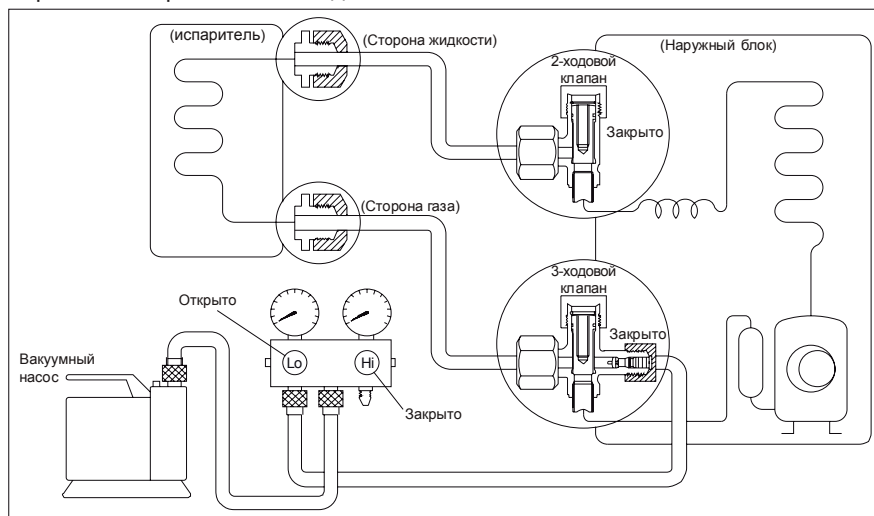 (испаритель)
(Сторона жидкости)
(Наружный блок)
2-ходовой
клапан
Закрыто
(Сторона газа)
3-ходовой
клапан
Закрыто
Открыто
Вакуумный
насос
Lo
Hi
Закрыто